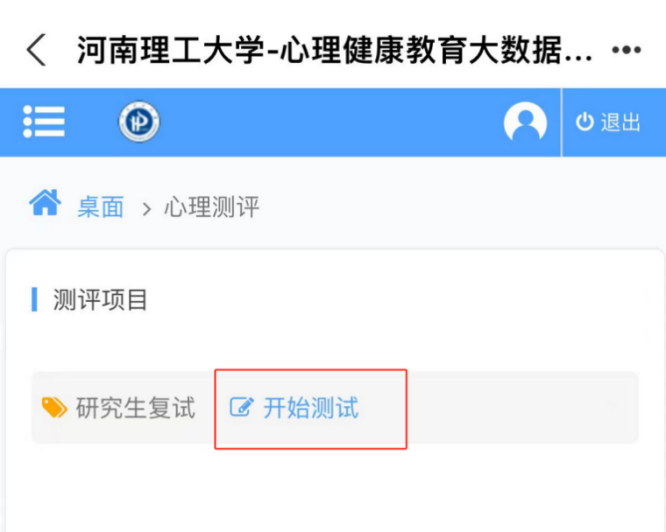 河南理工大学-心理健康教育大数据...
退出
桌面 > 心理测评
测评项目
研究生复试 开始测试